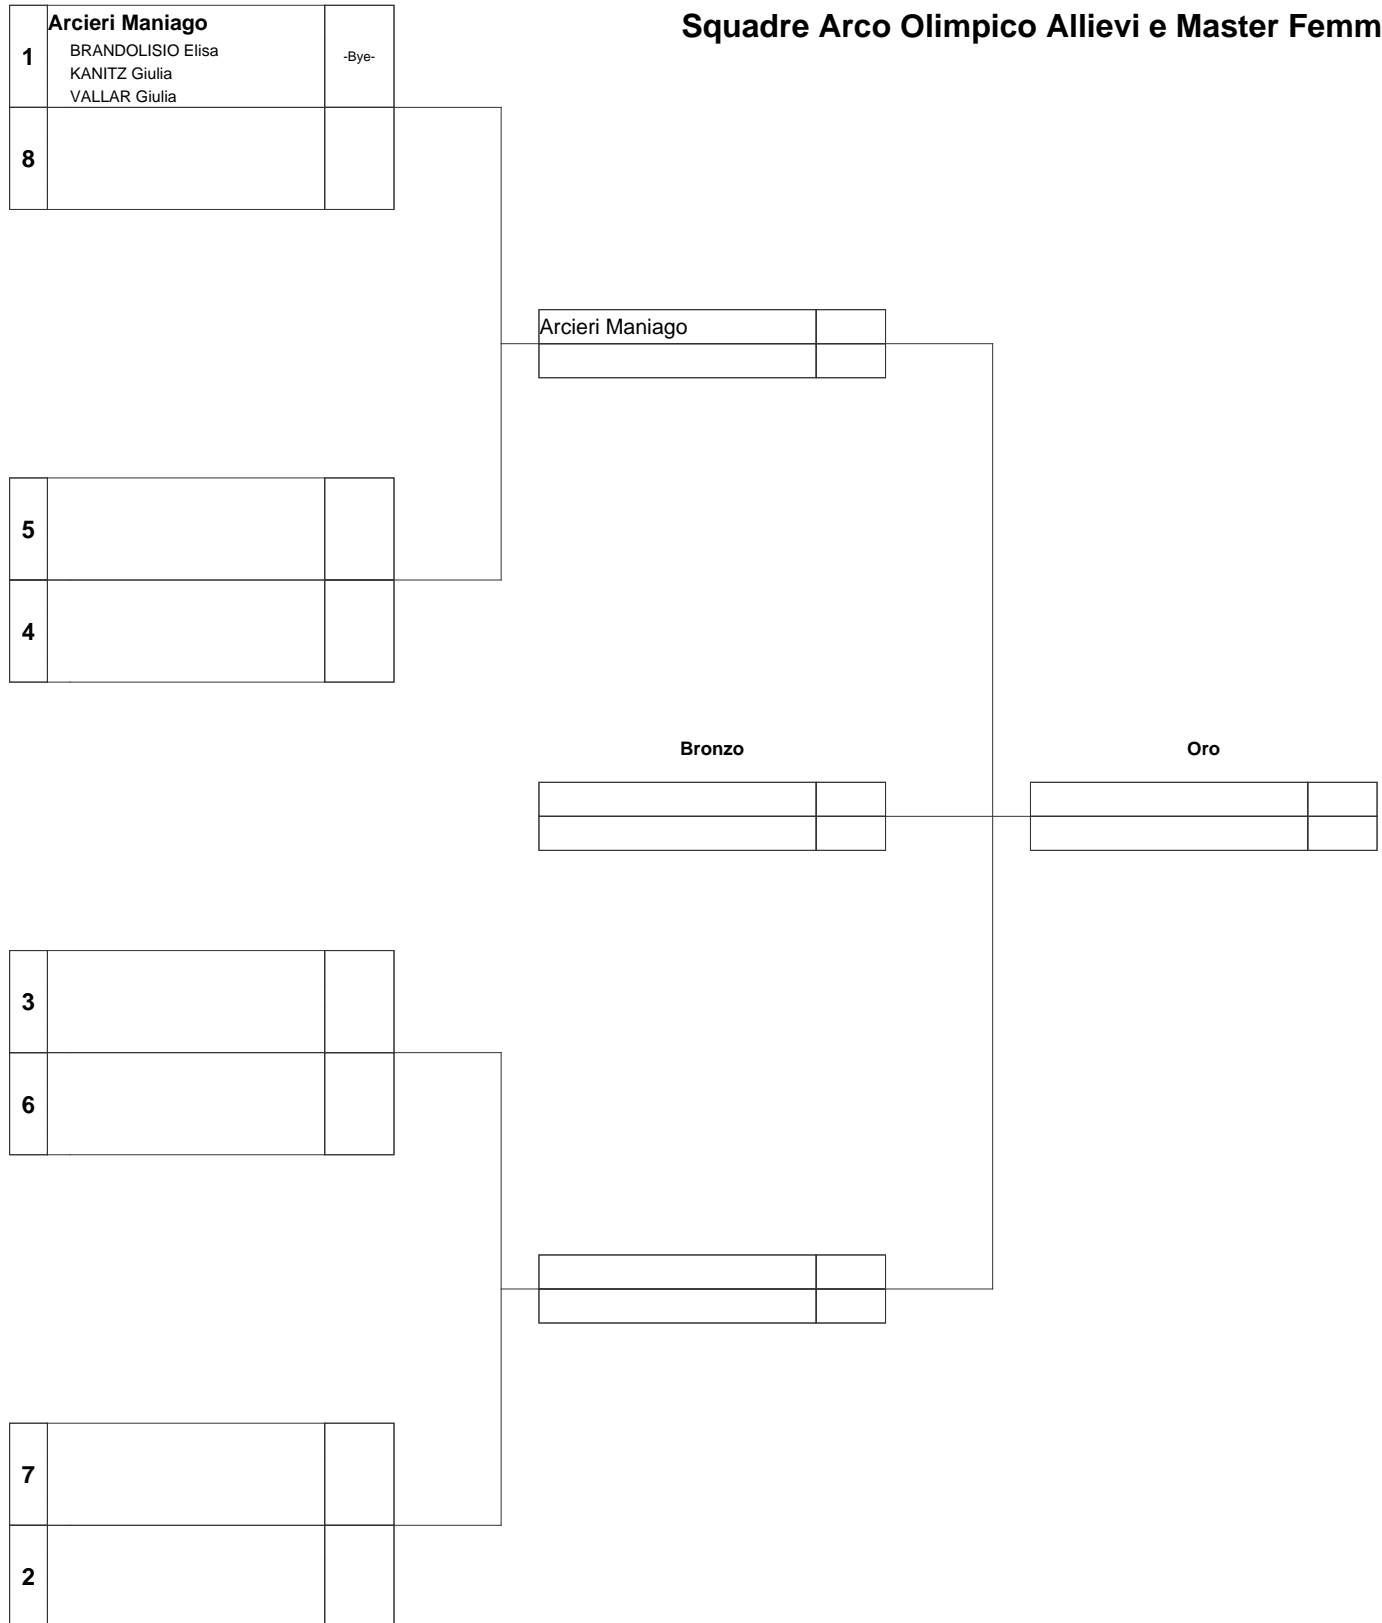 Squadre Arco Olimpico Allievi e Master Femm
1
Arcieri Maniago
BRANDOLISIO Elisa
KANITZ Giulia
VALLAR Giulia
-Bye-
8
Arcieri Maniago
5
4
Bronzo
Oro
3
6
7
2